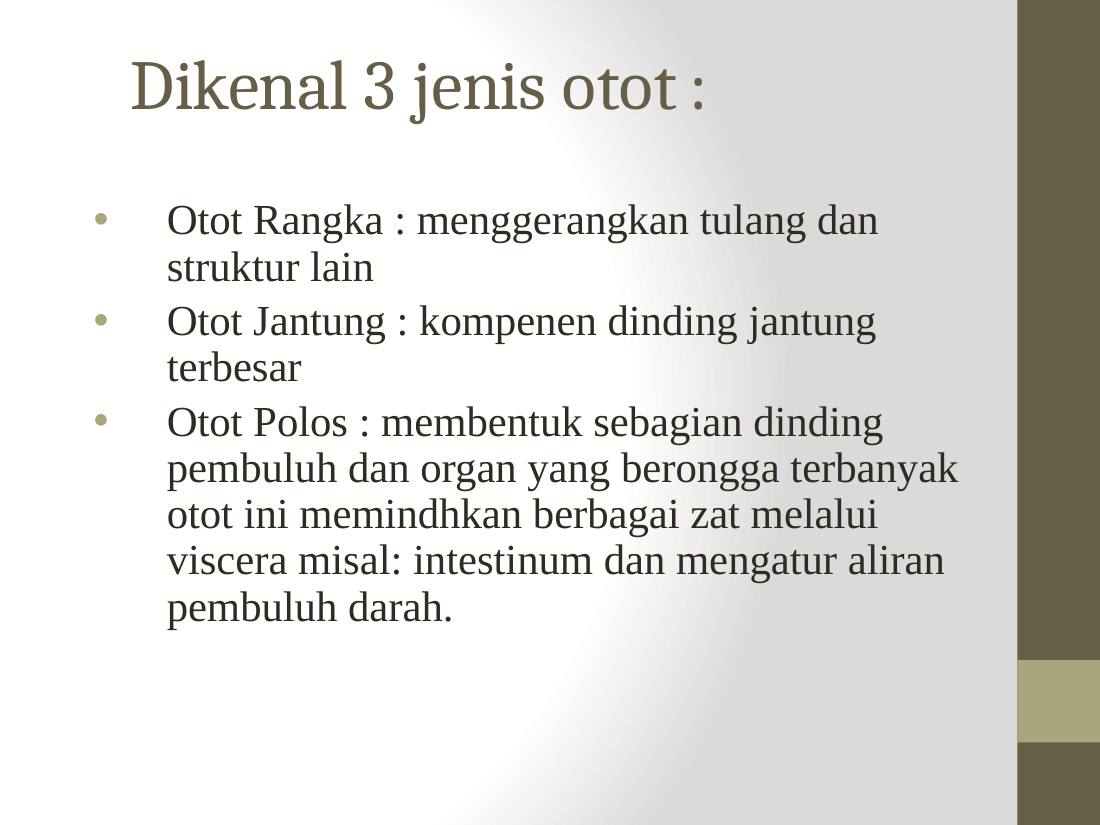 Dikenal 3 jenis otot :
• Otot Rangka : menggerangkan tulang dan
struktur lain
• Otot Jantung : kompenen dinding jantung
terbesar
• Otot Polos : membentuk sebagian dinding
pembuluh dan organ yang berongga terbanyak
otot ini memindhkan berbagai zat melalui
viscera misal: intestinum dan mengatur aliran
pembuluh darah.